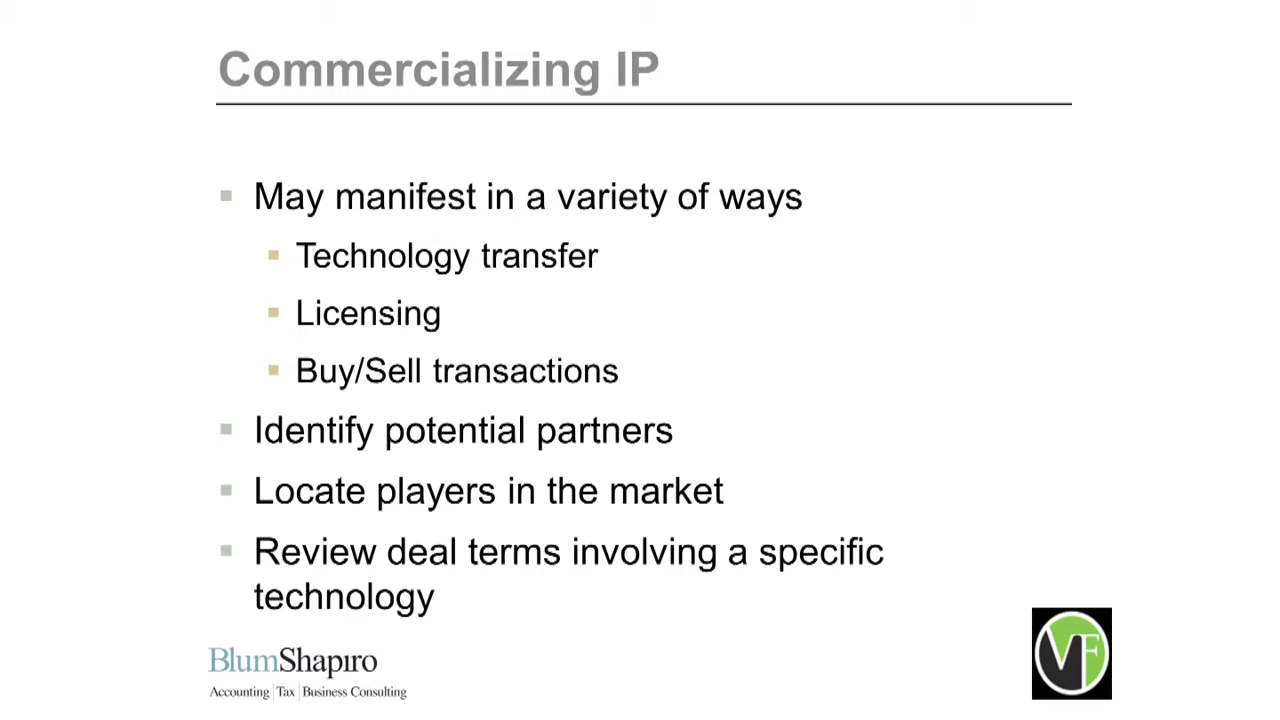 Commercializing IP
May manifest in a variety of ways
Technology transfer
Licensing
Buy/Sell transactions
Identify potential partners
Locate players in the market
Review deal terms involving a specific
technology
BlumShapiro
Accounting | Tax | Business Consulting
VF